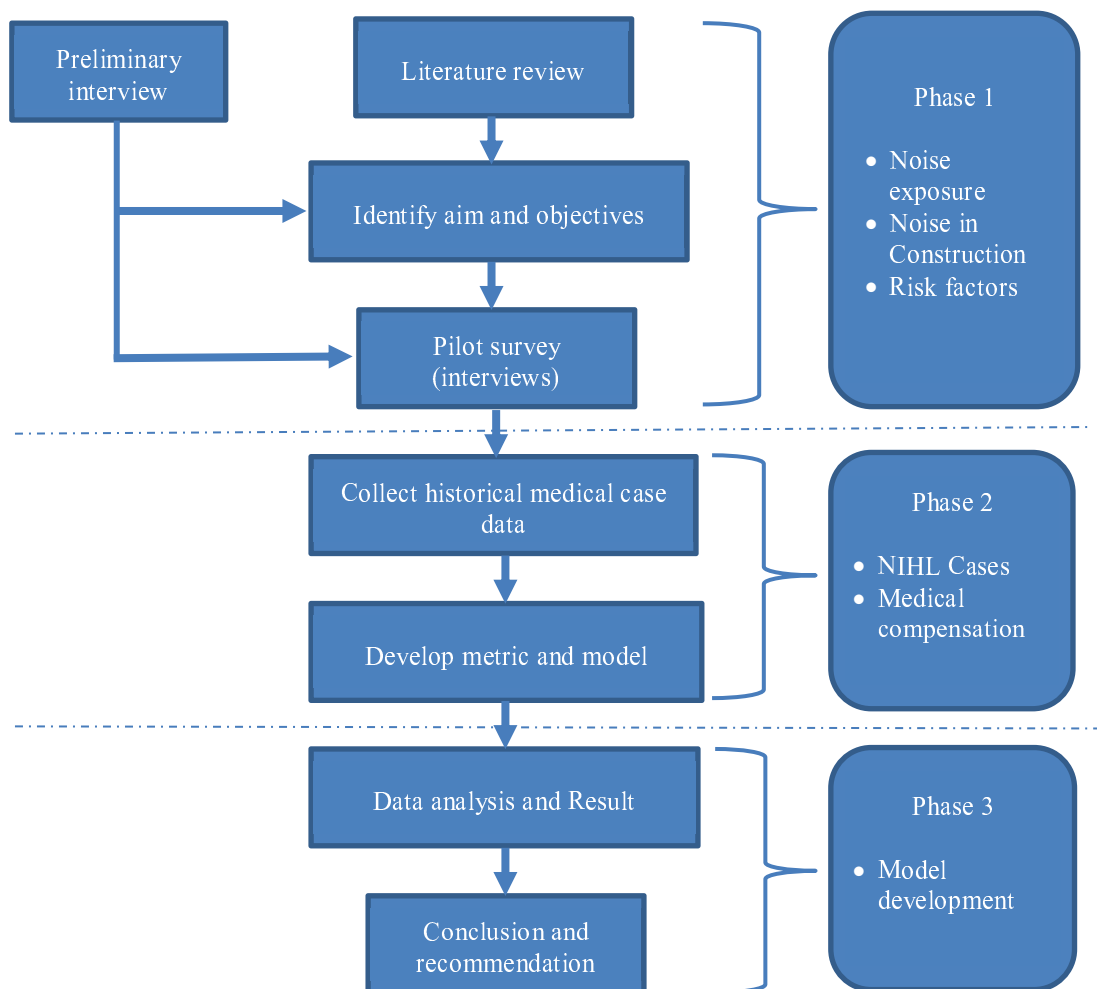 Preliminary
interview
Literature review
Identify aim and objectives
Pilot survey
(interviews)
Phase 1
• Noise
exposure
• Noise in
Construction
• Risk factors
Collect historical medical case
data
Develop metric and model
Phase 2
• NIHL Cases
• Medical
compensation
Data analysis and Result
Conclusion and
recommendation
Phase 3
• Model
development